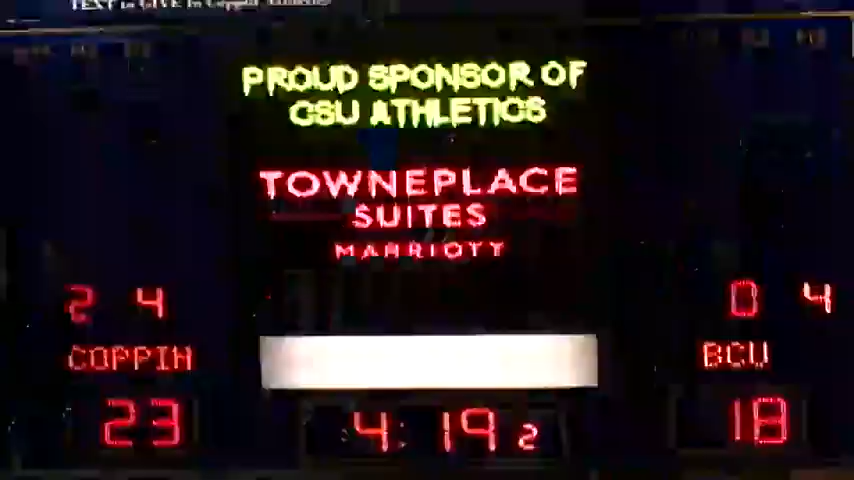 PROUD SPONSOR OF
CSU ATHLETICS
TOWNEPLACE
SUITES
MARRIOTT
2 4
0 4
COPPIN
BCU
23
4:19 2
18